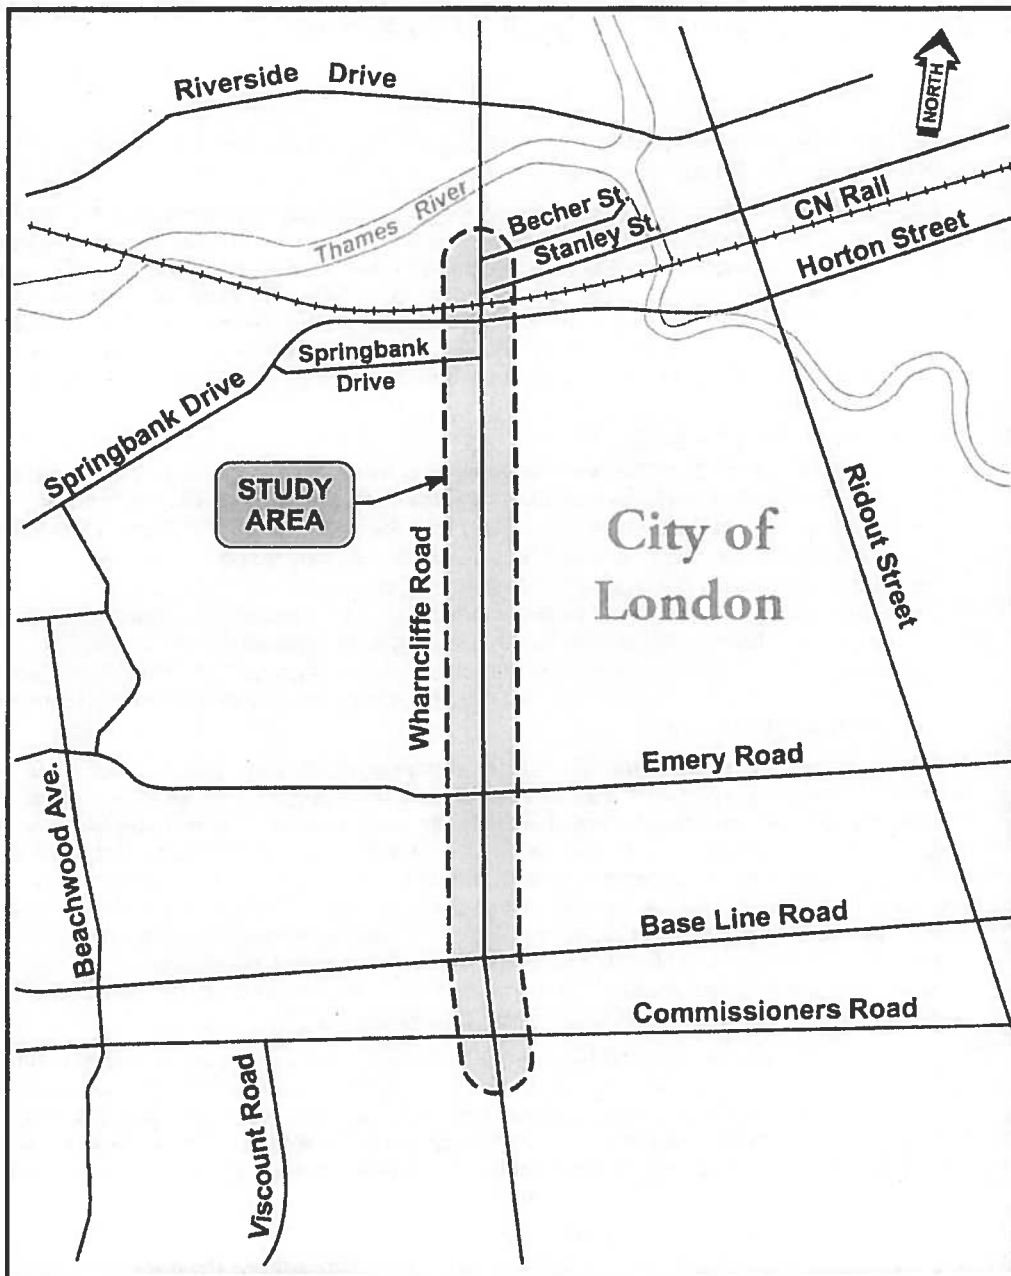 Riverside Drive
NORTH
Thames River
Becher St.
Stanley St.
CN Rail
Horton Street
Springbank
Drive
Springbank Drive
STUDY
AREA
Wharncliffe Road
City of
London
Ridout Street
Emery Road
Beachwood Ave.
Base Line Road
Commissioners Road
Viscount Road